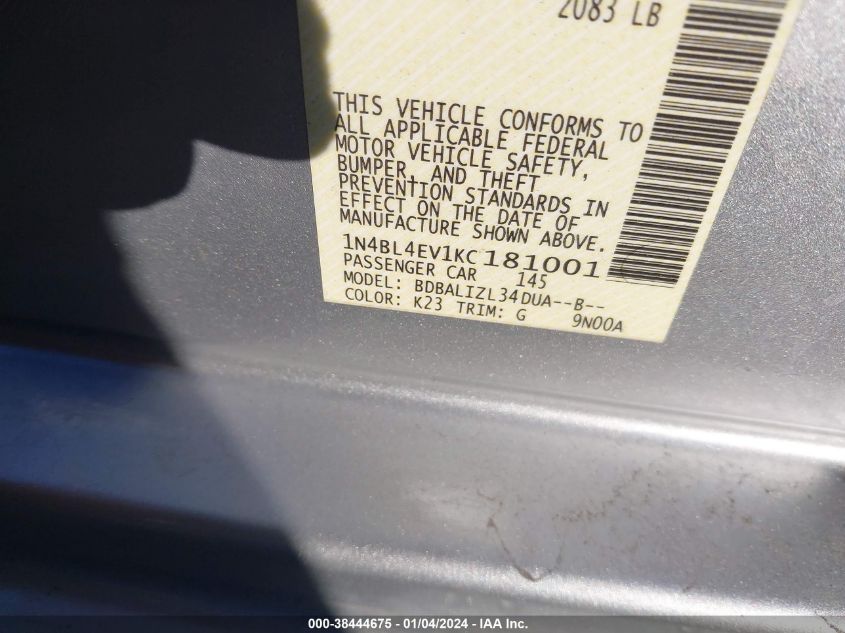 2083 LB
THIS VEHICLE CONFORMS TO
ALL APPLICABLE FEDERAL
MOTOR VEHICLE SAFETY,
BUMPER, AND THEFT
PREVENTION STANDARDS IN
EFFECT ON THE DATE OF
MANUFACTURE SHOWN ABOVE.
1N4BL4EV1KC181001
PASSENGER CAR 145
MODEL: BDBALIZL34DUA--B--
COLOR: K23 TRIM: G 9N00A
000-38444675 - 01/04/2024 - IAA Inc.